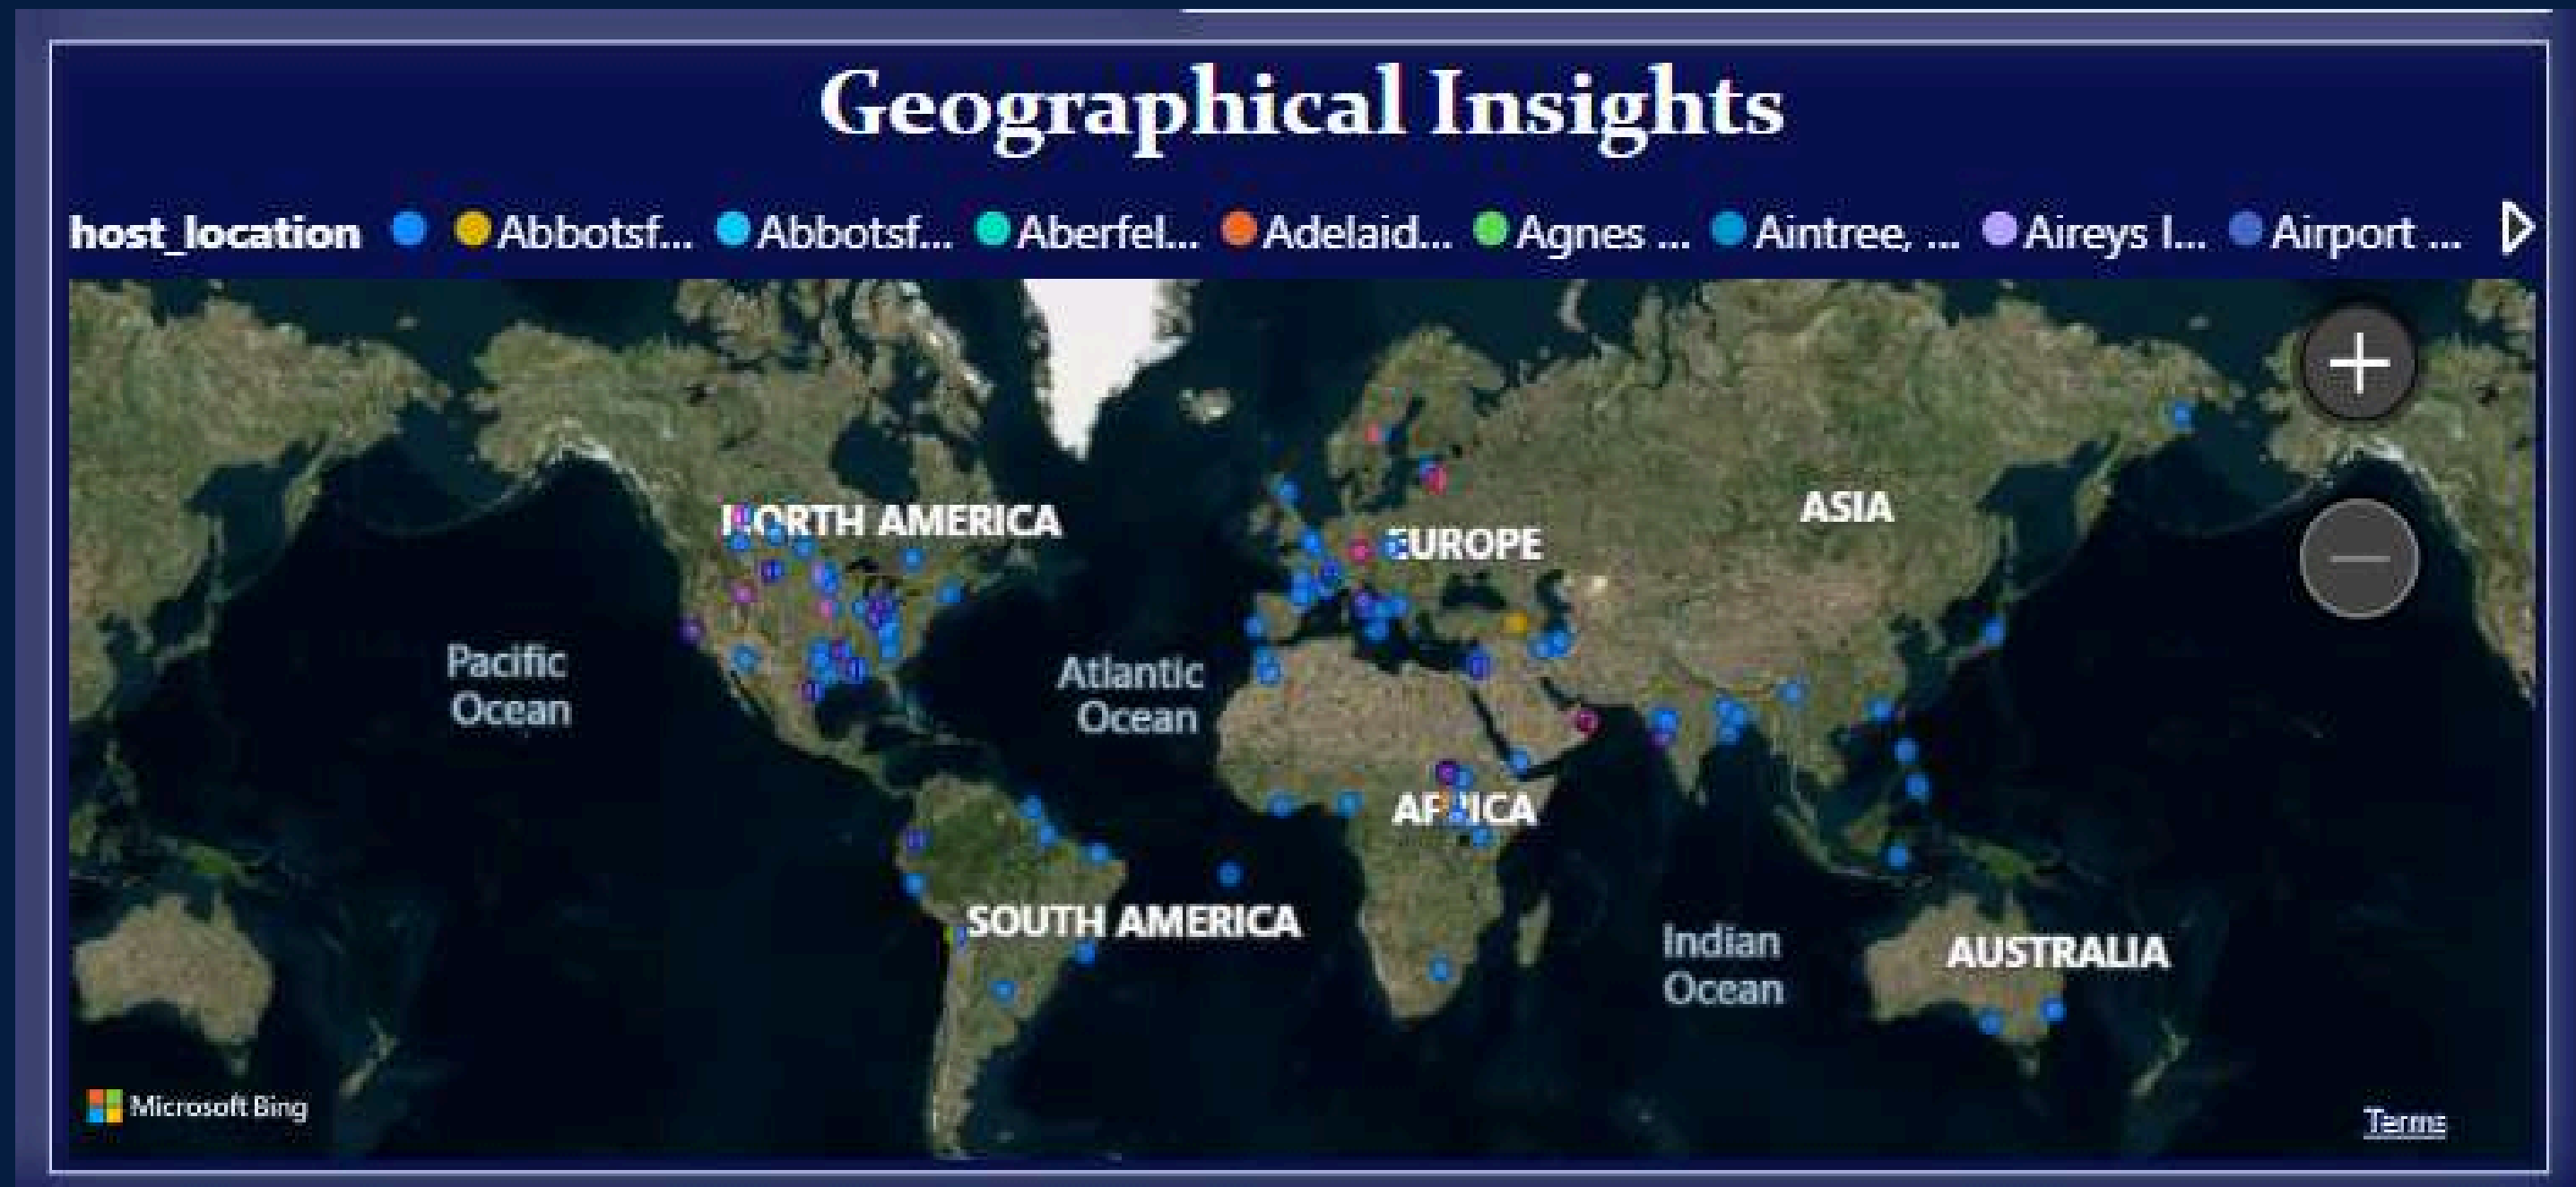 Geographical Insights
host_location Abbotsf... Abbotsf... Aberfel... Adelaid... Agnes ... Aintree, ... Aireys I... Airport ...
NORTH AMERICA
ASIA
EUROPE
Pacific
Ocean
Atlantic
Ocean
AFRICA
SOUTH AMERICA
Indian
Ocean
AUSTRALIA
Microsoft Bing
Terms